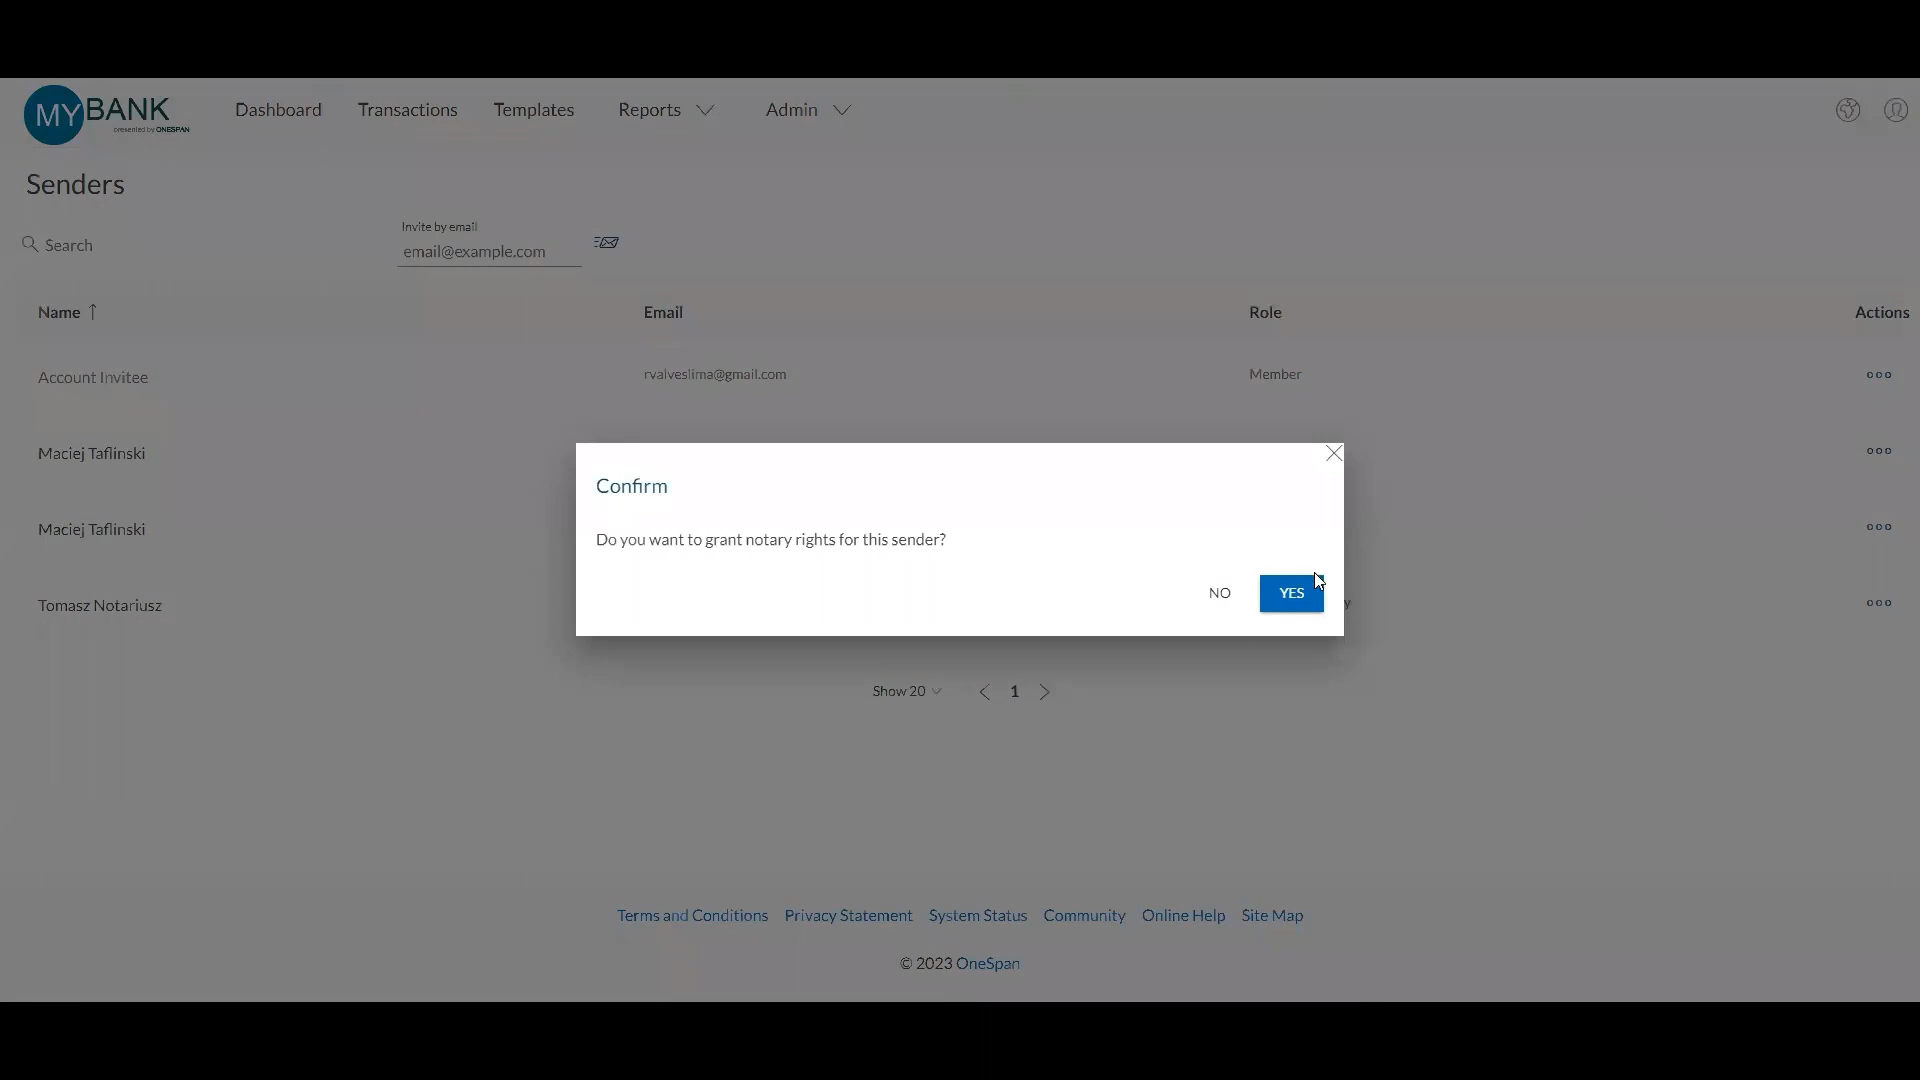 MYBANK
presented by ONESPAN
Dashboard Transactions Templates Reports Admin
Senders
Search
Invite by email
email@example.com
Name ↑ Email Role Actions
Account Invitee rvalveslima@gmail.com Member
Maciej Taflinski
Confirm
Do you want to grant notary rights for this sender?
Maciej Taflinski
NO YES
Tomasz Notariusz y
Show 20 1
Terms and Conditions Privacy Statement System Status Community Online Help Site Map
© 2023 OneSpan